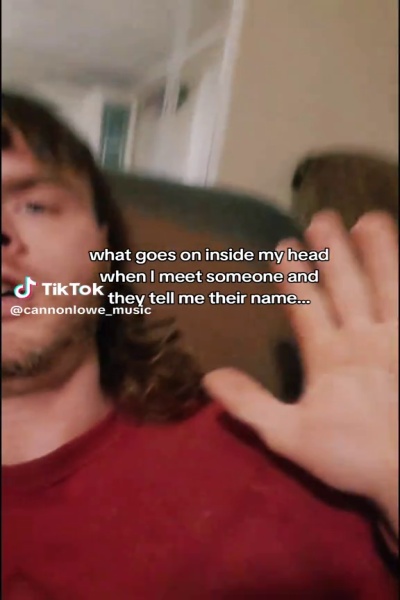 what goes on inside my head
when I meet someone and
they tell me their name...
TikTok
@cannonlowe_music